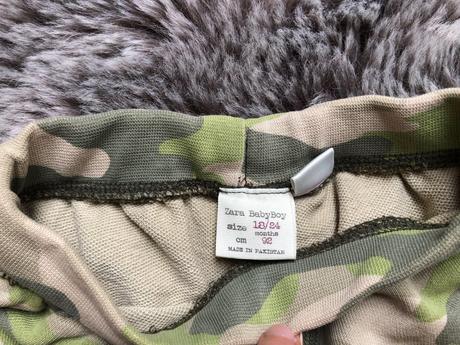 Zara BabyBoy
size 18/24
months
cm 92
MADE IN PAKISTAN